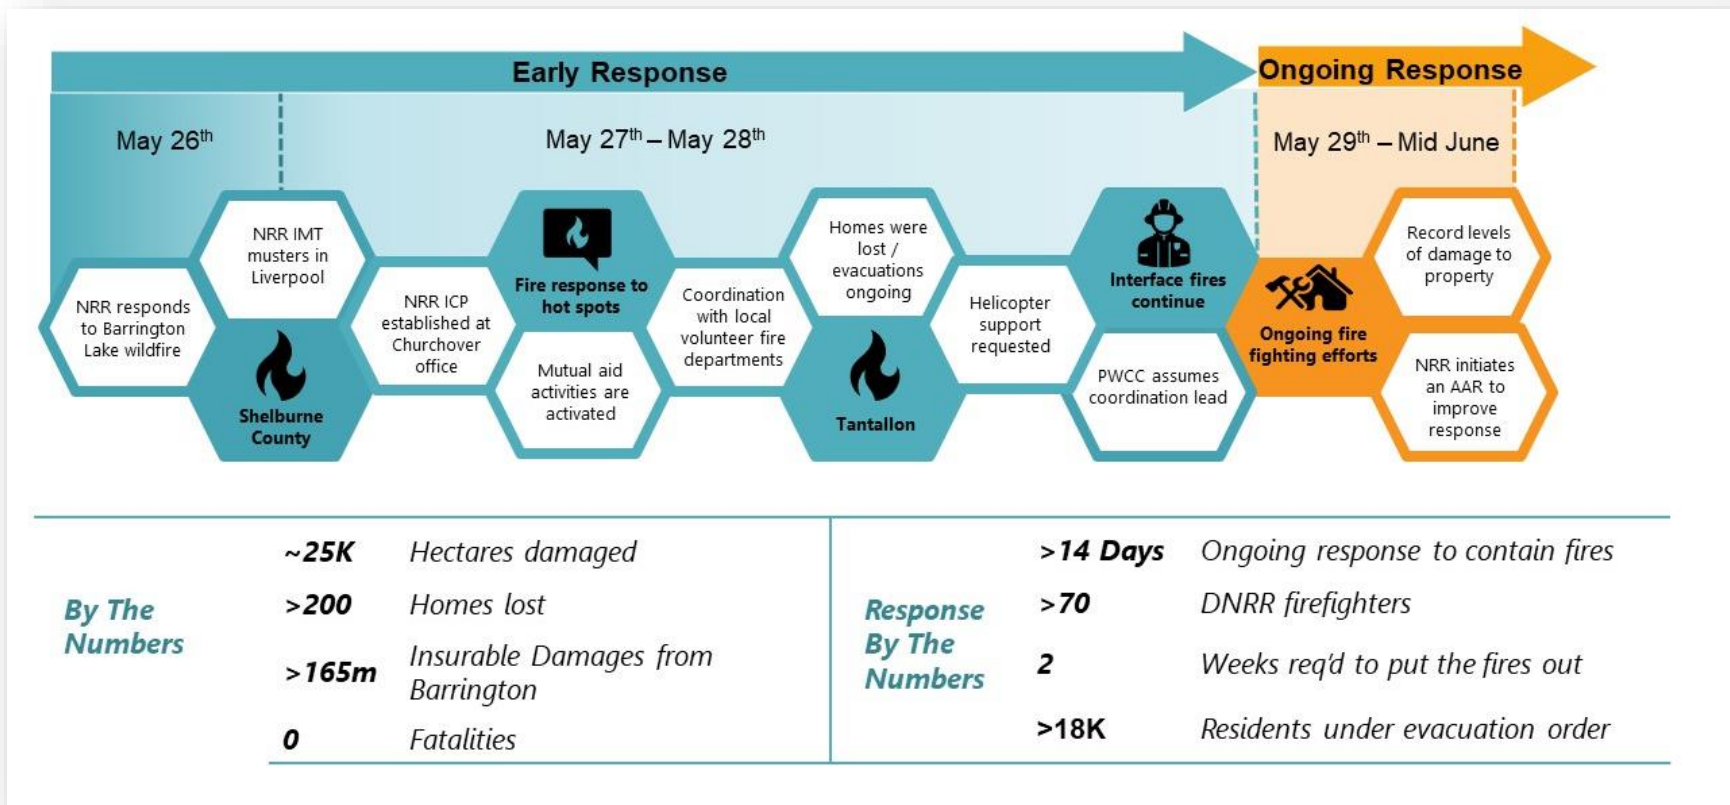 Early Response
Ongoing Response
May 26th
May 27th – May 28th
May 29th – Mid June
NRR responds
to Barrington
Lake wildfire
NRR IMT
musters in
Liverpool
Shelburne
County
NRR ICP
established at
Churchover
office
Fire response to
hot spots
Mutual aid
activities are
activated
Coordination
with local
volunteer fire
departments
Homes were
lost /
evacuations
ongoing
Tantallon
Helicopter
support
requested
Interface fires
continue
PWCC assumes
coordination lead
Ongoing fire
fighting efforts
Record levels
of damage to
property
NRR initiates
an AAR to
improve
response
By The
Numbers
~25K Hectares damaged
>200 Homes lost
>165m Insurable Damages from
Barrington
0 Fatalities
Response
By The
Numbers
>14 Days Ongoing response to contain fires
>70 DNRR firefighters
2 Weeks req'd to put the fires out
>18K Residents under evacuation order